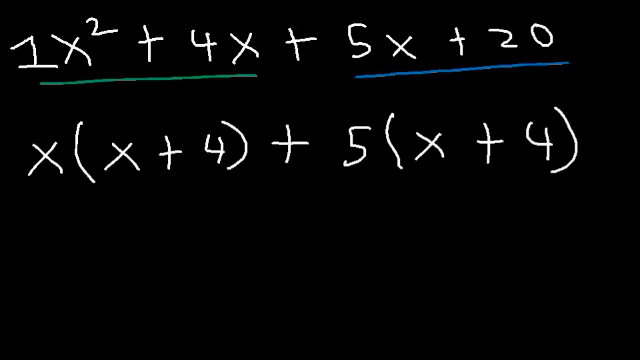 1x² + 4x + 5x + 20
x(x + 4) + 5(x + 4)